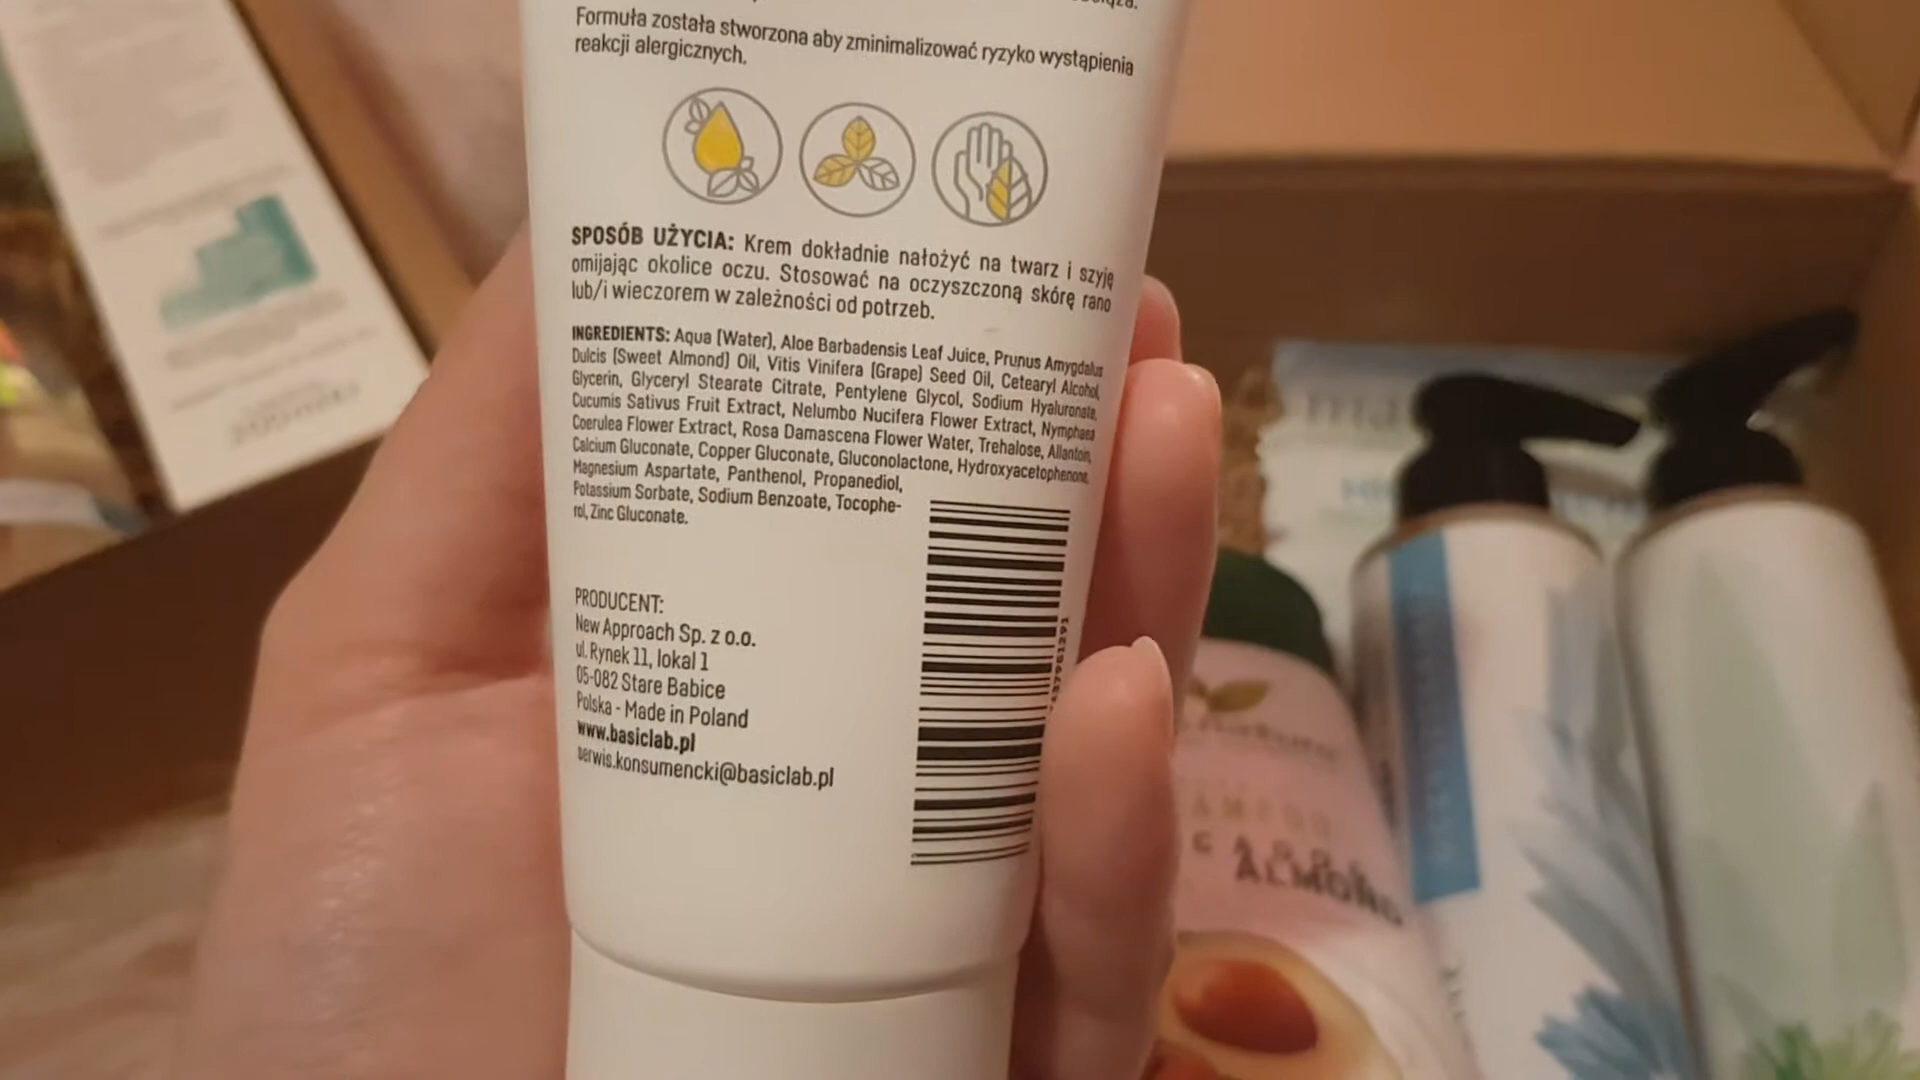 Formuła została stworzona aby zminimalizować ryzyko wystąpienia
reakcji alergicznych.
SPOSÓB UŻYCIA: Krem dokładnie nałożyć na twarz i szyję
omijając okolice oczu. Stosować na oczyszczoną skórę rano
lub/i wieczorem w zależności od potrzeb.
INGREDIENTS: Aqua (Water), Aloe Barbadensis Leaf Juice, Prunus Amygdalus
Dulcis (Sweet Almond) Oil, Vitis Vinifera (Grape) Seed Oil, Cetearyl Alcohol,
Glycerin, Glyceryl Stearate Citrate, Pentylene Glycol, Sodium Hyaluronate,
Cucumis Sativus Fruit Extract, Nelumbo Nucifera Flower Extract, Nymphaea
Coerulea Flower Extract, Rosa Damascena Flower Water, Trehalose, Allantoin,
Calcium Gluconate, Copper Gluconate, Gluconolactone, Hydroxyacetophenone,
Magnesium Aspartate, Panthenol, Propanediol,
Potassium Sorbate, Sodium Benzoate, Tocophe-
rol, Zinc Gluconate.
PRODUCENT:
New Approach Sp. z o.o.
ul. Rynek 11, lokal 1
05-082 Stare Babice
Polska - Made in Poland
www.basiclab.pl
serwis.konsumencki@basiclab.pl
ALMOND